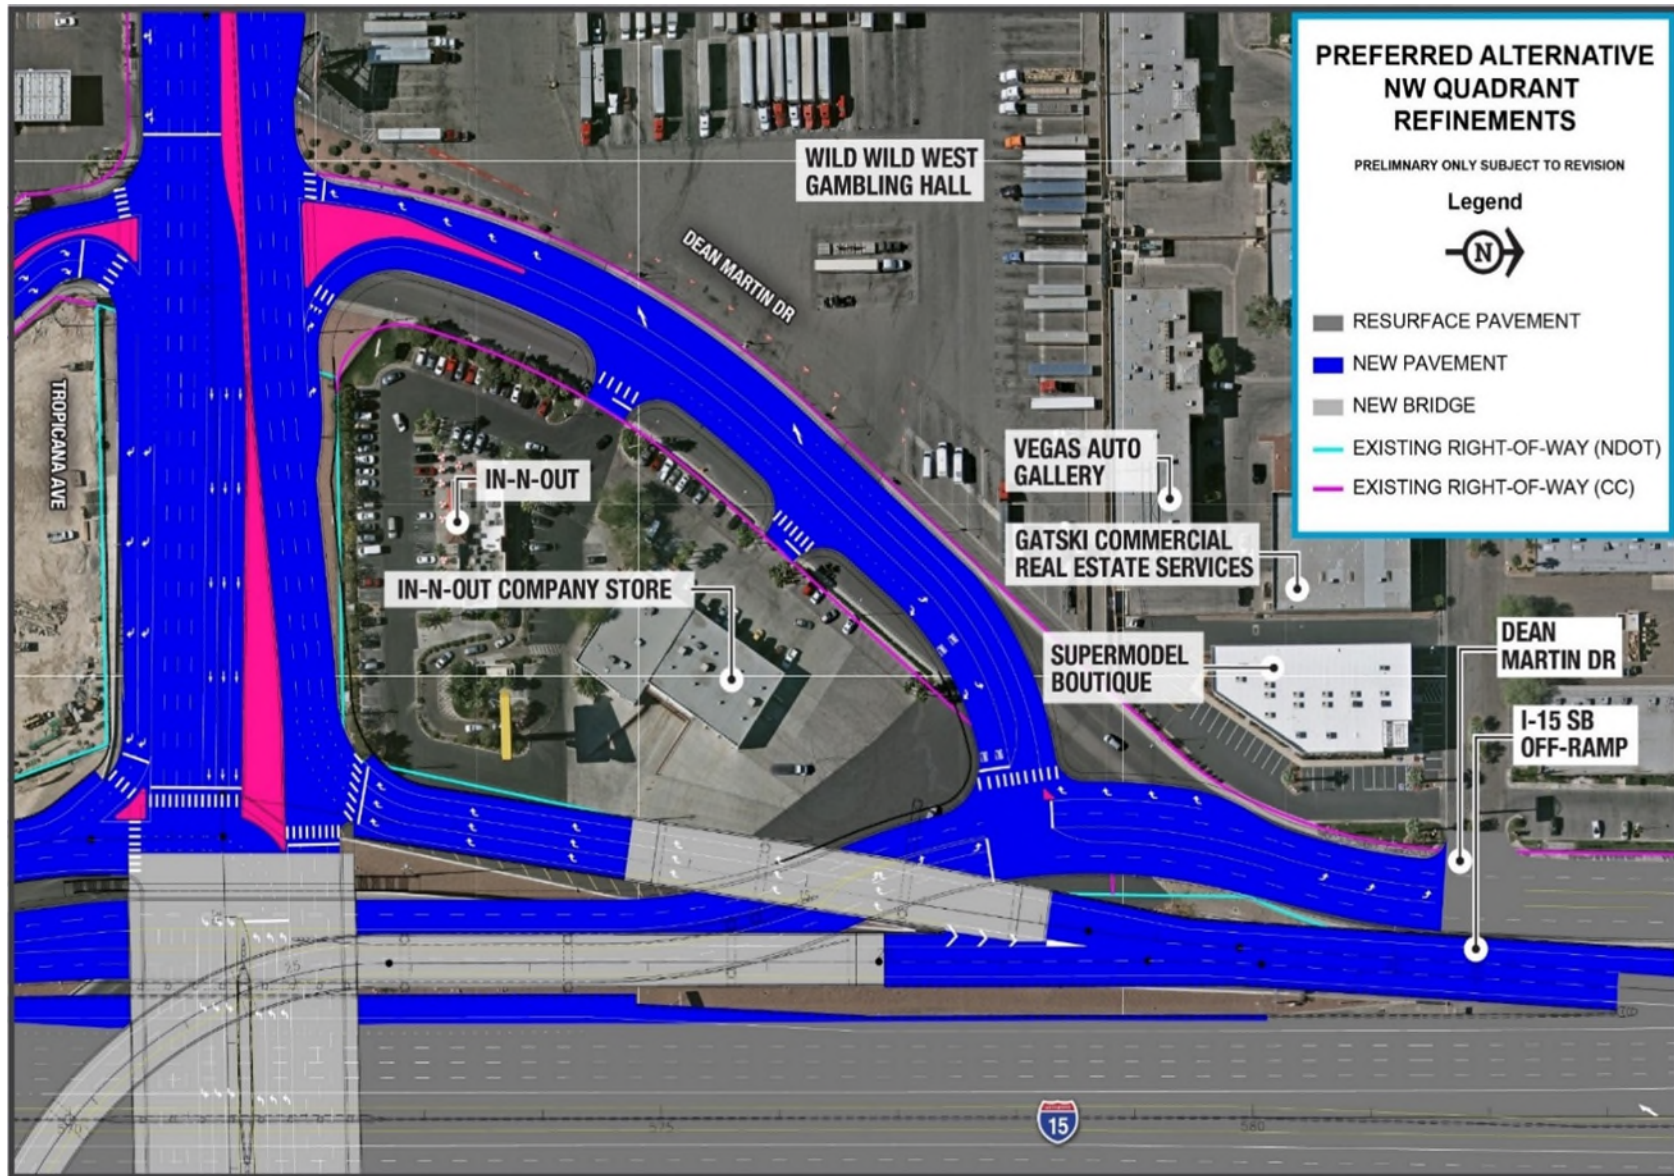 PREFERRED ALTERNATIVE
NW QUADRANT
REFINEMENTS
PRELIMNARY ONLY SUBJECT TO REVISION
Legend
N
RESURFACE PAVEMENT
NEW PAVEMENT
NEW BRIDGE
EXISTING RIGHT-OF-WAY (NDOT)
EXISTING RIGHT-OF-WAY (CC)
WILD WILD WEST
GAMBLING HALL
DEAN MARTIN DR
TROPICANA AVE
IN-N-OUT
IN-N-OUT COMPANY STORE
VEGAS AUTO
GALLERY
GATSKI COMMERCIAL
REAL ESTATE SERVICES
SUPERMODEL
BOUTIQUE
DEAN
MARTIN DR
I-15 SB
OFF-RAMP
575
580
15